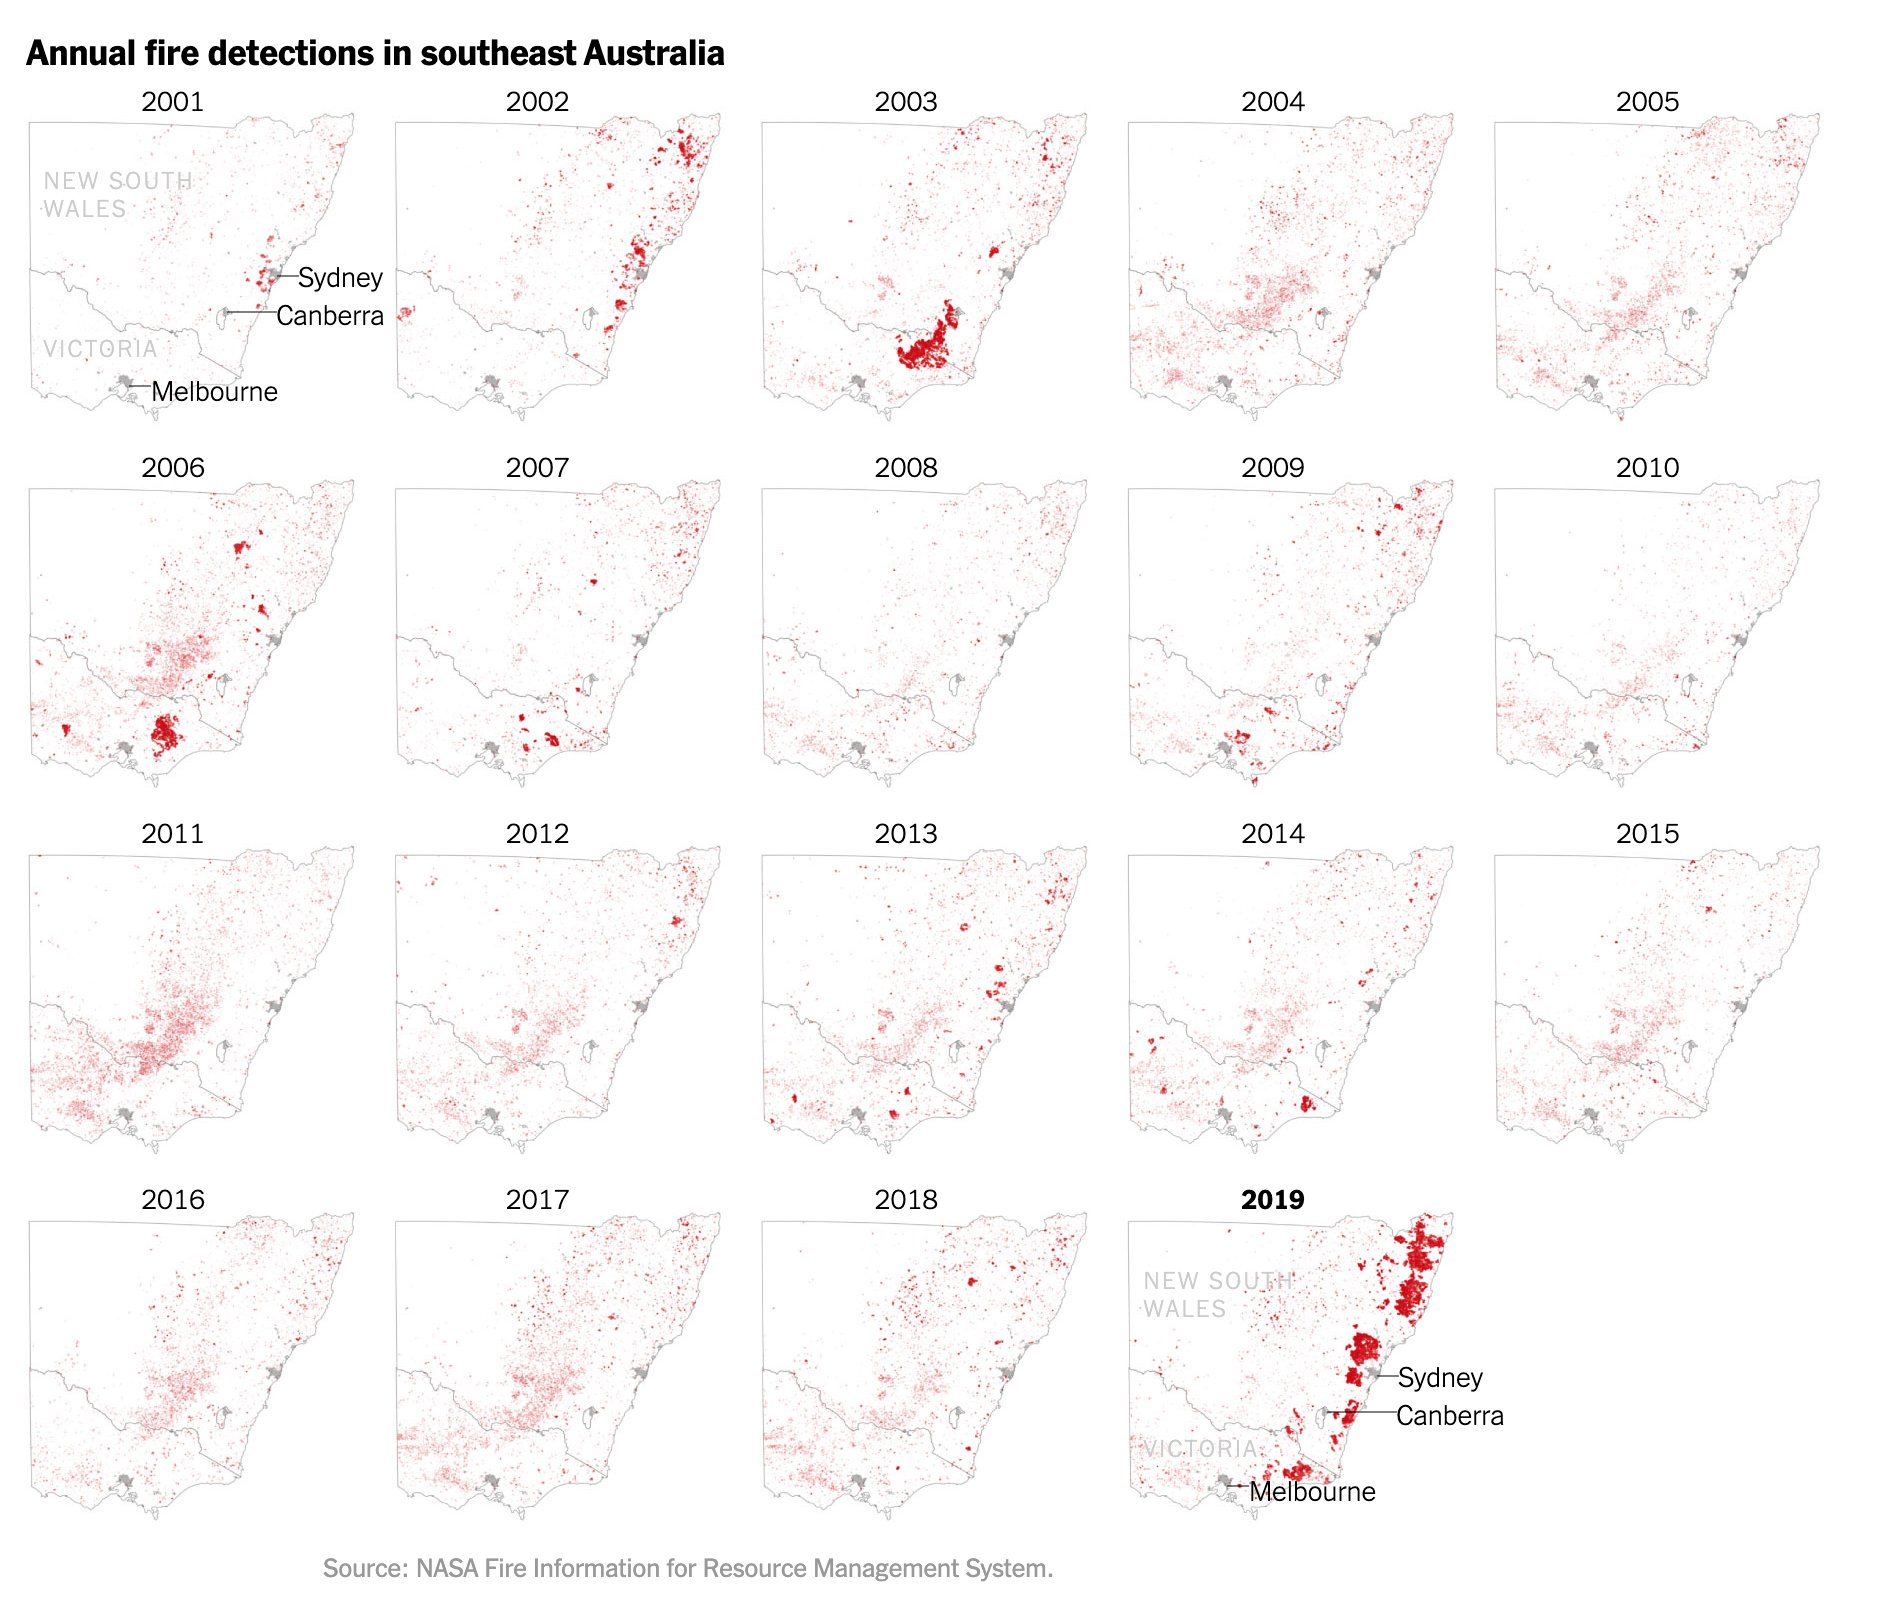 Annual fire detections in southeast Australia
2001
2002
2003
2004
2005
NEW SOUTH
WALES
Sydney
Canberra
VICTORIA
Melbourne
2006
2007
2008
2009
2010
2011
2012
2013
2014
2015
2016
2017
2018
2019
NEW SOUTH
WALES
Sydney
Canberra
VICTORIA
Melbourne
Source: NASA Fire Information for Resource Management System.